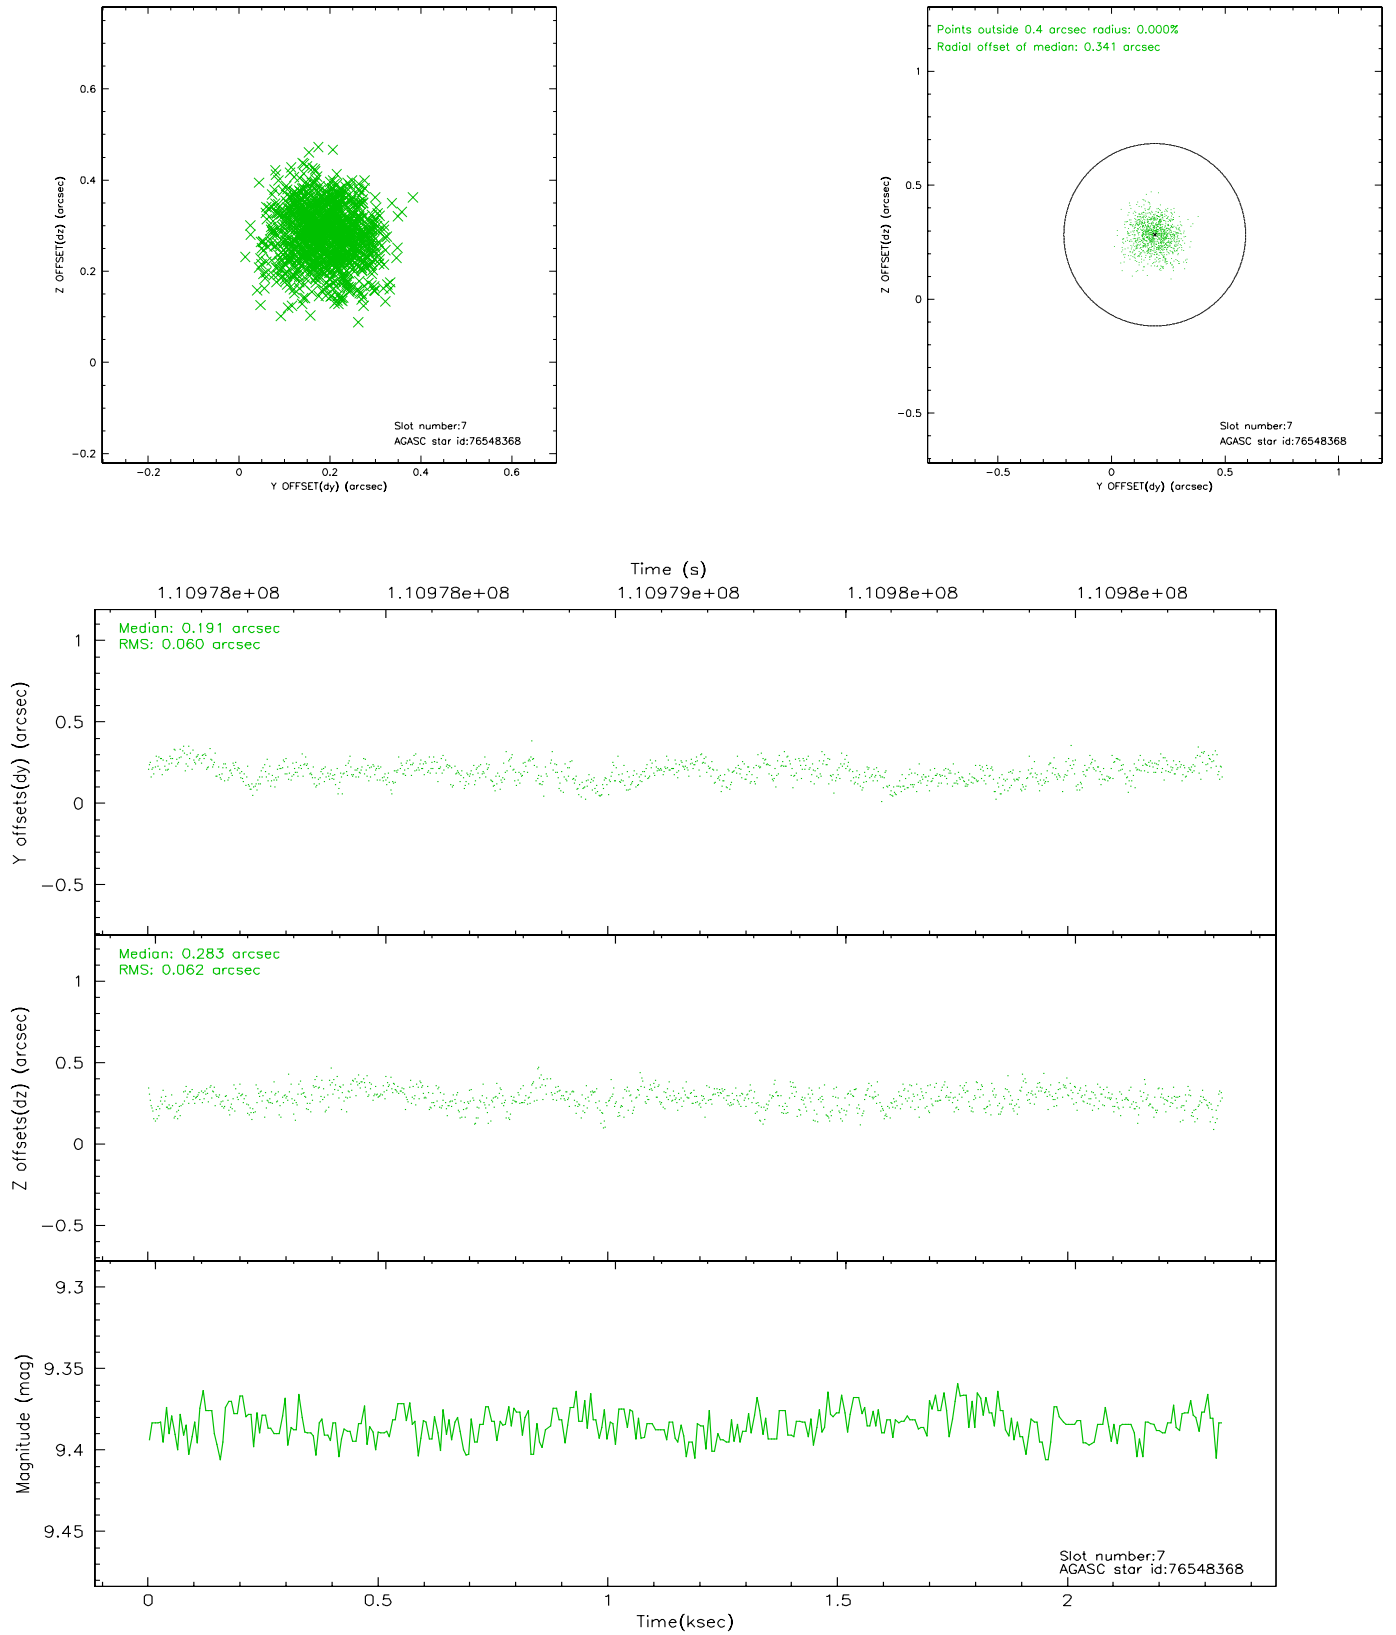 0.6
0.4
0.2
0
−0.2
Z OFFSET(dz) (arcsec)
−0.2 0 0.2 0.4 0.6
Y OFFSET(dy) (arcsec)
Slot number:7
AGASC star id:76548368
Points outside 0.4 arcsec radius: 0.000%
Radial offset of median: 0.341 arcsec
1
0.5
0
−0.5
Z OFFSET(dz) (arcsec)
−0.5 0 0.5 1
Y OFFSET(dy) (arcsec)
Slot number:7
AGASC star id:76548368
Time (s)
1.10978e+08 1.10978e+08 1.10979e+08 1.1098e+08 1.1098e+08
Median: 0.191 arcsec
RMS: 0.060 arcsec
1
0.5
0
−0.5
Y offsets(dy) (arcsec)
Median: 0.283 arcsec
RMS: 0.062 arcsec
1
0.5
0
−0.5
Z offsets(dz) (arcsec)
9.3
9.35
9.4
9.45
Magnitude (mag)
Slot number:7
AGASC star id:76548368
0 0.5 1 1.5 2
Time(ksec)